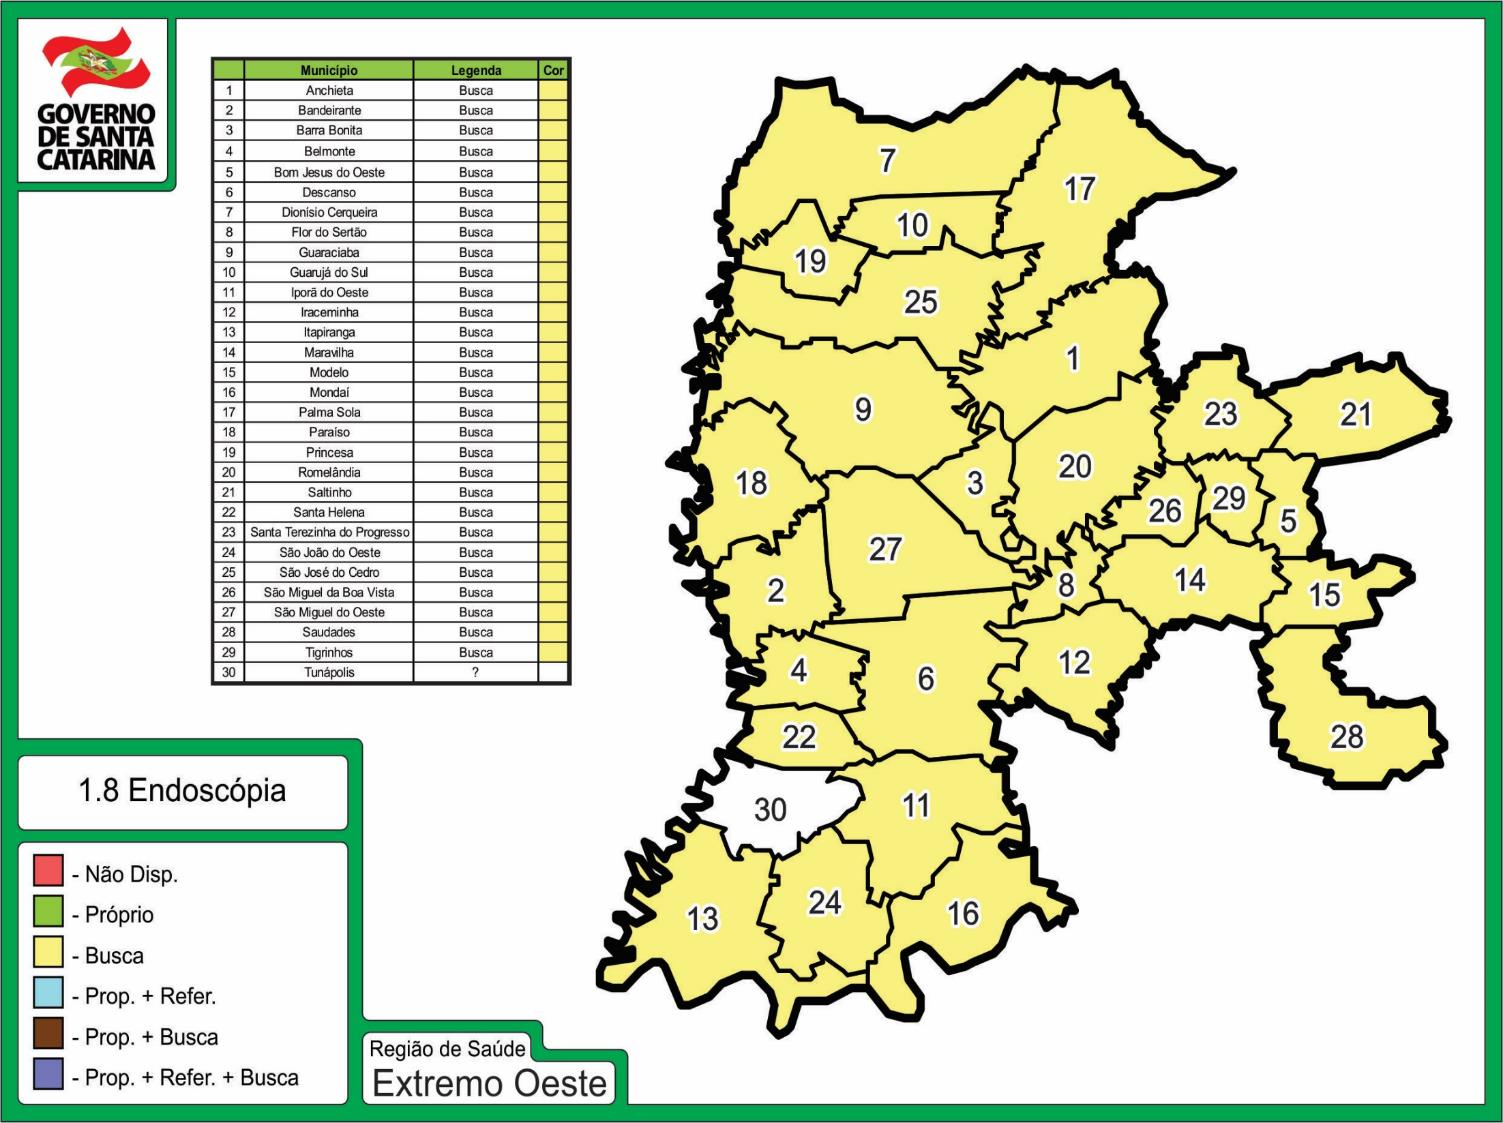 GOVERNO
DE SANTA
CATARINA
Município Legenda Cor
1 Anchieta Busca
2 Bandeirante Busca
3 Barra Bonita Busca
4 Belmonte Busca
5 Bom Jesus do Oeste Busca
6 Descanso Busca
7 Dionísio Cerqueira Busca
8 Flor do Sertão Busca
9 Guaraciaba Busca
10 Guarujá do Sul Busca
11 Iporã do Oeste Busca
12 Iraceminha Busca
13 Itapiranga Busca
14 Maravilha Busca
15 Modelo Busca
16 Mondaí Busca
17 Palma Sola Busca
18 Paraíso Busca
19 Princesa Busca
20 Romelândia Busca
21 Saltinho Busca
22 Santa Helena Busca
23 Santa Terezinha do Progresso Busca
24 São João do Oeste Busca
25 São José do Cedro Busca
26 São Miguel da Boa Vista Busca
27 São Miguel do Oeste Busca
28 Saudades Busca
29 Tigrinhos Busca
30 Tunápolis ?
7
17
10
19
25
1
9
23
21
20
3
18
29
26
5
27
14
8
2
15
12
4
6
22
28
11
30
24
16
13
1.8 Endoscópia
- Não Disp.
- Próprio
- Busca
- Prop. + Refer.
- Prop. + Busca
- Prop. + Refer. + Busca
Região de Saúde
Extremo Oeste